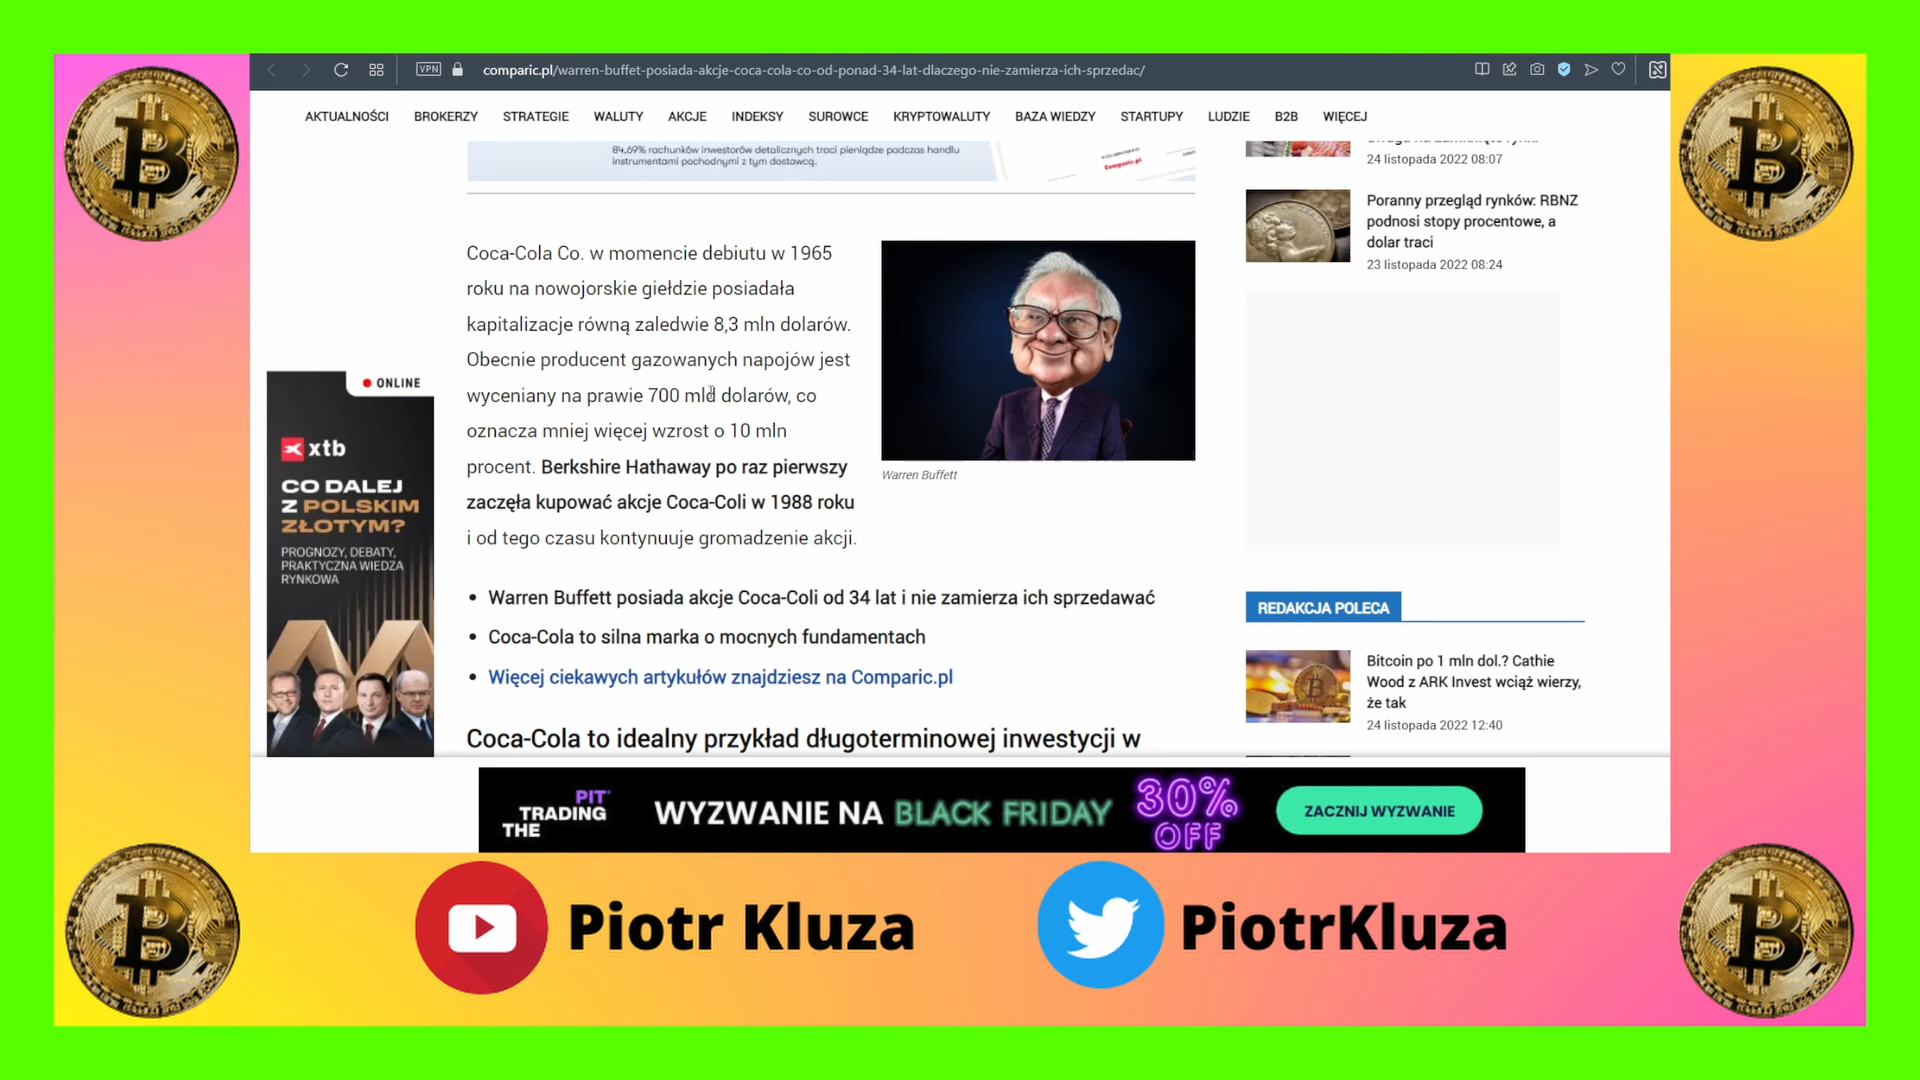 VPN
comparic.pl/warren-buffet-posiada-akcje-coca-cola-co-od-ponad-34-lat-dlaczego-nie-zamierza-ich-sprzedac/
AKTUALNOŚCI BROKERZY STRATEGIE WALUTY AKCJE INDEKSY SUROWCE KRYPTOWALUTY BAZA WIEDZY STARTUPY LUDZIE B2B WIĘCEJ
84,69% rachunków inwestorów detalicznych traci pieniądze podczas handlu
instrumentami pochodnymi z tym dostawcą.
Comparic.pl
Coca-Cola Co. w momencie debiutu w 1965
roku na nowojorskie giełdzie posiadała
kapitalizacje równą zaledwie 8,3 mln dolarów.
Obecnie producent gazowanych napojów jest
wyceniany na prawie 700 mld dolarów, co
oznacza mniej więcej wzrost o 10 mln
procent. Berkshire Hathaway po raz pierwszy
zaczęła kupować akcje Coca-Coli w 1988 roku
i od tego czasu kontynuuje gromadzenie akcji.
Warren Buffett
• Warren Buffett posiada akcje Coca-Coli od 34 lat i nie zamierza ich sprzedawać
• Coca-Cola to silna marka o mocnych fundamentach
• Więcej ciekawych artykułów znajdziesz na Comparic.pl
Coca-Cola to idealny przykład długoterminowej inwestycji w
24 listopada 2022 08:07
Poranny przegląd rynków: RBNZ
podnosi stopy procentowe, a
dolar traci
23 listopada 2022 08:24
REDAKCJA POLECA
Bitcoin po 1 mln dol.? Cathie
Wood z ARK Invest wciąż wierzy,
że tak
24 listopada 2022 12:40
ONLINE
xtb
CO DALEJ
Z POLSKIM
ZŁOTYM?
PROGNOZY, DEBATY,
PRAKTYCZNA WIEDZA
RYNKOWA
PIT
TRADING
THE
WYZWANIE NA BLACK FRIDAY
30%
OFF
ZACZNIJ WYZWANIE
Piotr Kluza
PiotrKluza